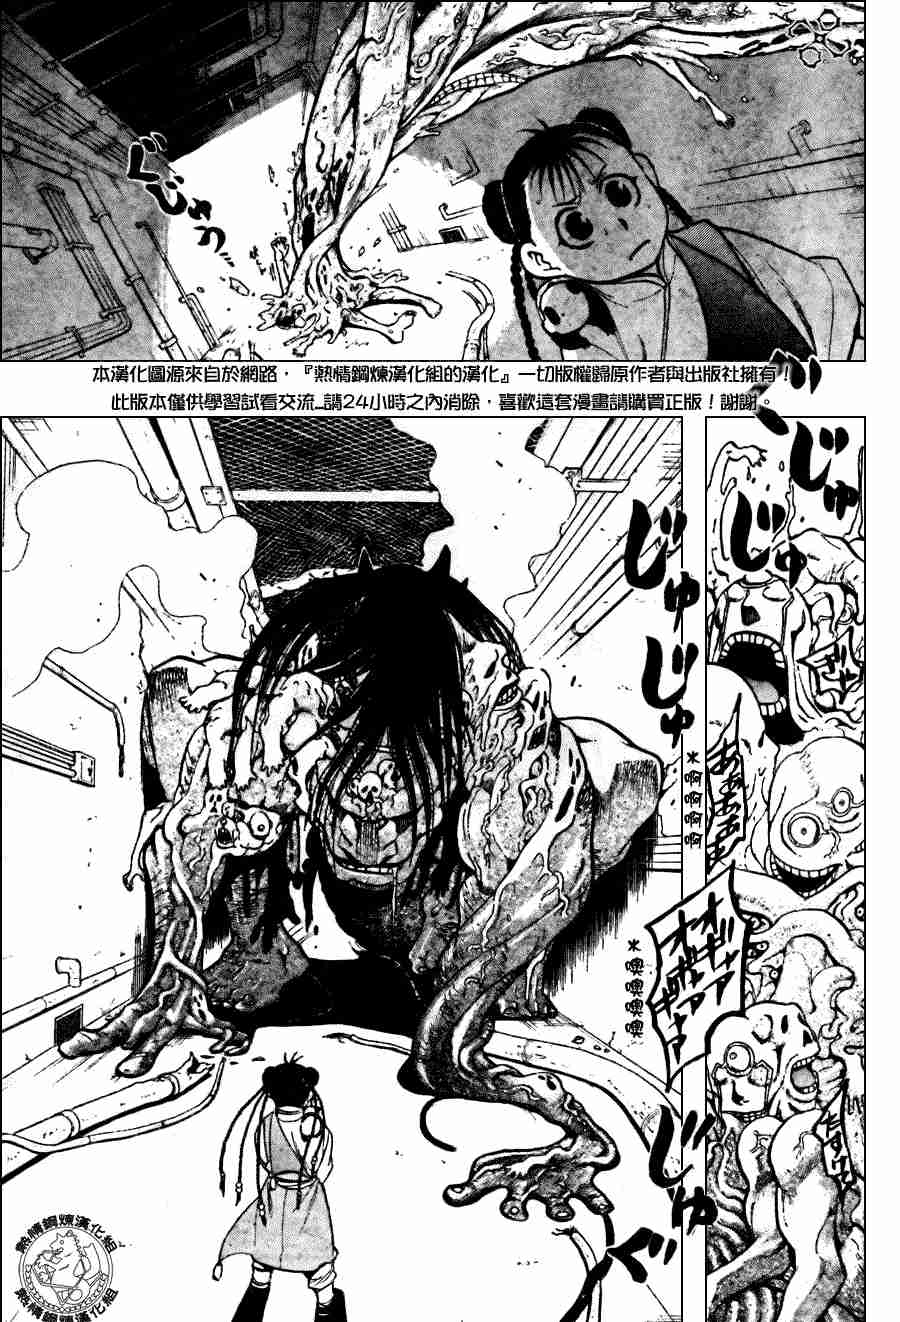 ぐじゅっ
本漢化圖源來自於網路，『熱情鋼煉漢化組的漢化』一切版權歸原作者與出版社擁有！
此版本僅供學習試看交流…請24小時之內消除，喜歡這套漫畫請購買正版！謝謝。
じゅ
じゅ
ああああ
※啊啊啊啊
オギャア
オギャア
※噢噢噢噢
たすけ
じゅ
じゅ
じゅ
ぐ
熱情鋼煉漢化組
熱情鋼煉漢化組